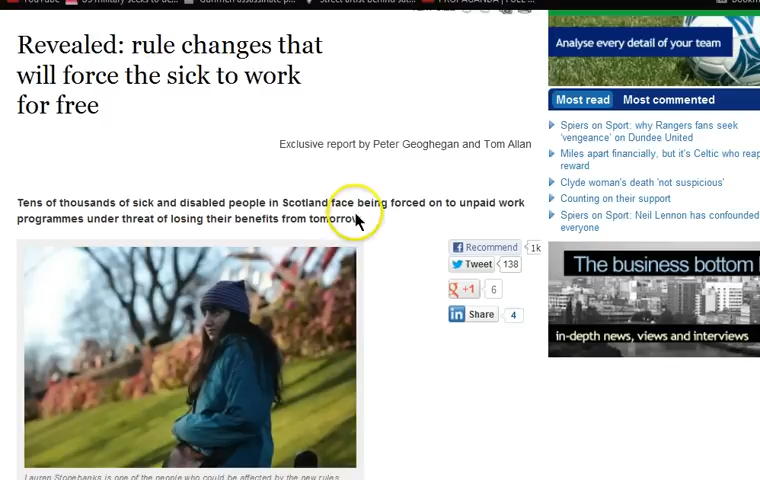 YouTube
Revealed: rule changes that
will force the sick to work
for free
Exclusive report by Peter Geoghegan and Tom Allan
Tens of thousands of sick and disabled people in Scotland face being forced on to unpaid work
programmes under threat of losing their benefits from tomorrow
Recommend 1k
Tweet 138
+1 6
Share 4
Lauren Stonebanks is one of the people who could be affected by the new rules
Analyse every detail of your team
Most read Most commented
Spiers on Sport: why Rangers fans seek
'vengeance' on Dundee United
Miles apart financially, but it's Celtic who reap
reward
Clyde woman's death 'not suspicious'
Counting on their support
Spiers on Sport: Neil Lennon has confounded
everyone
The business bottom
in-depth news, views and interviews